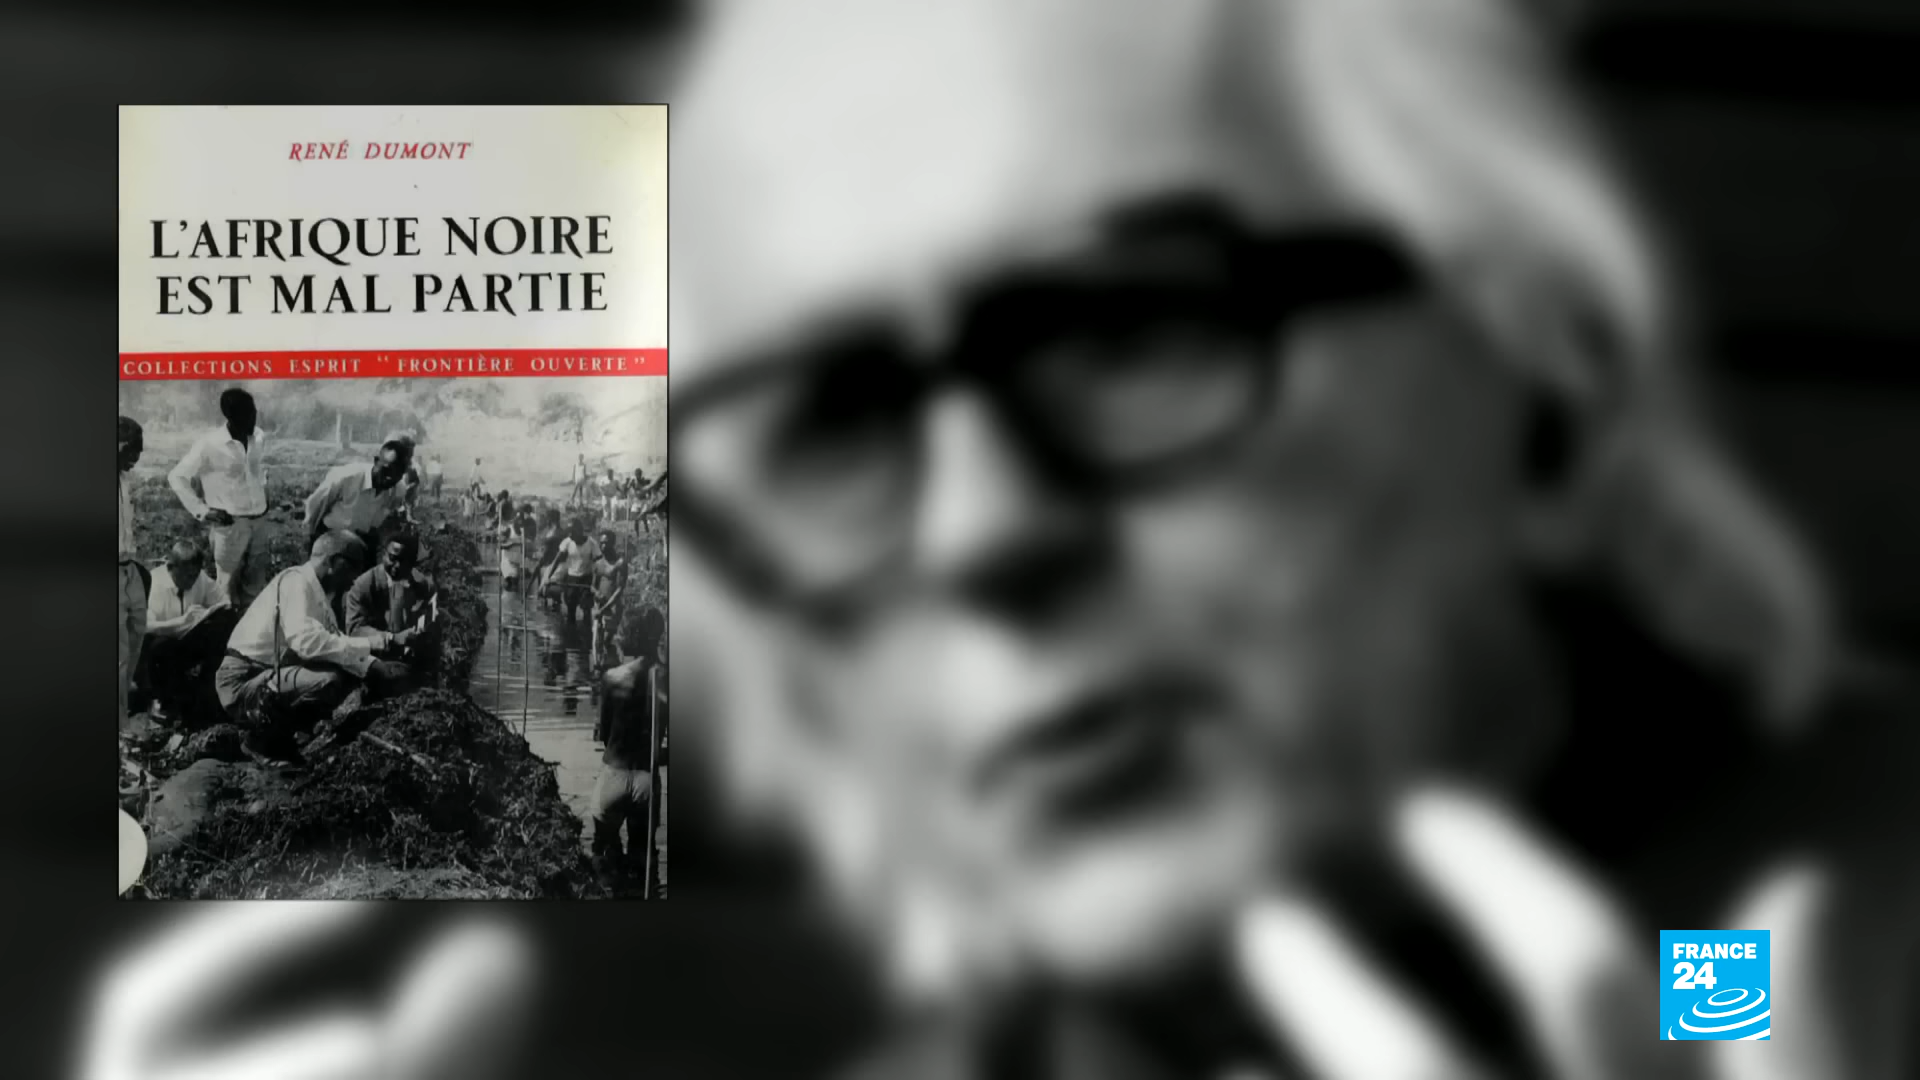 RENÉ DUMONT
L'AFRIQUE NOIRE
EST MAL PARTIE
COLLECTIONS ESPRIT “FRONTIÈRE OUVERTE”
FRANCE
24